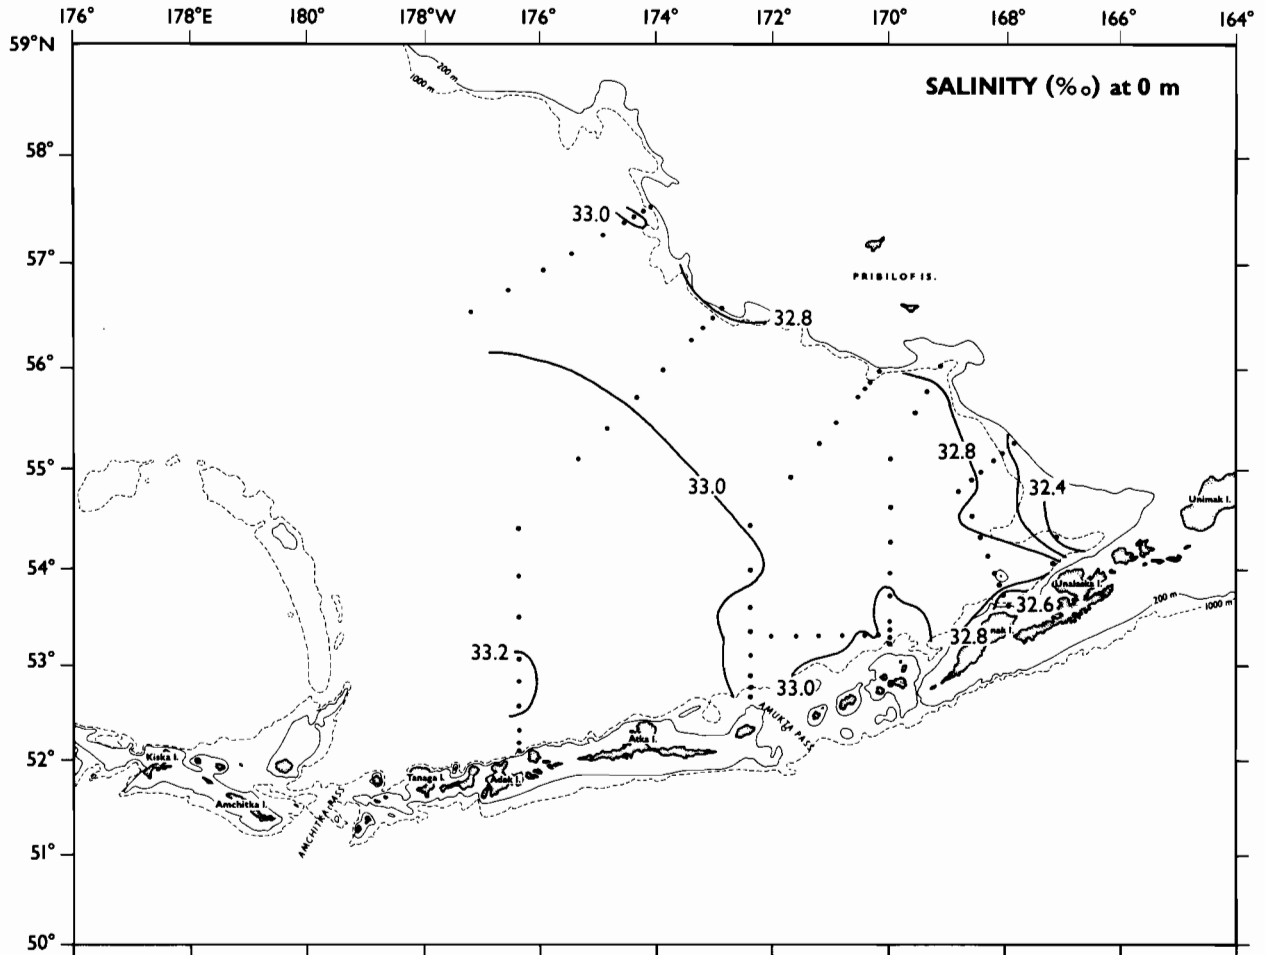 176° 178°E 180° 178°W 176° 174° 172° 170° 168° 166° 164°
59°N
SALINITY (‰) at 0 m
200 m
1000 m
58°
33.0
57°
PRIBILOF IS.
32.8
56°
32.8
55°
33.0
32.4
Unimak I.
54°
Unalaska I.
32.6
200 m
1000 m
32.8
nak I.
53°
33.2
33.0
AMUKTA PASS
52°
Kiska I.
Atka I.
Tanaga I.
Adak I.
Amchitka I.
AMCHITKA PASS
51°
50°